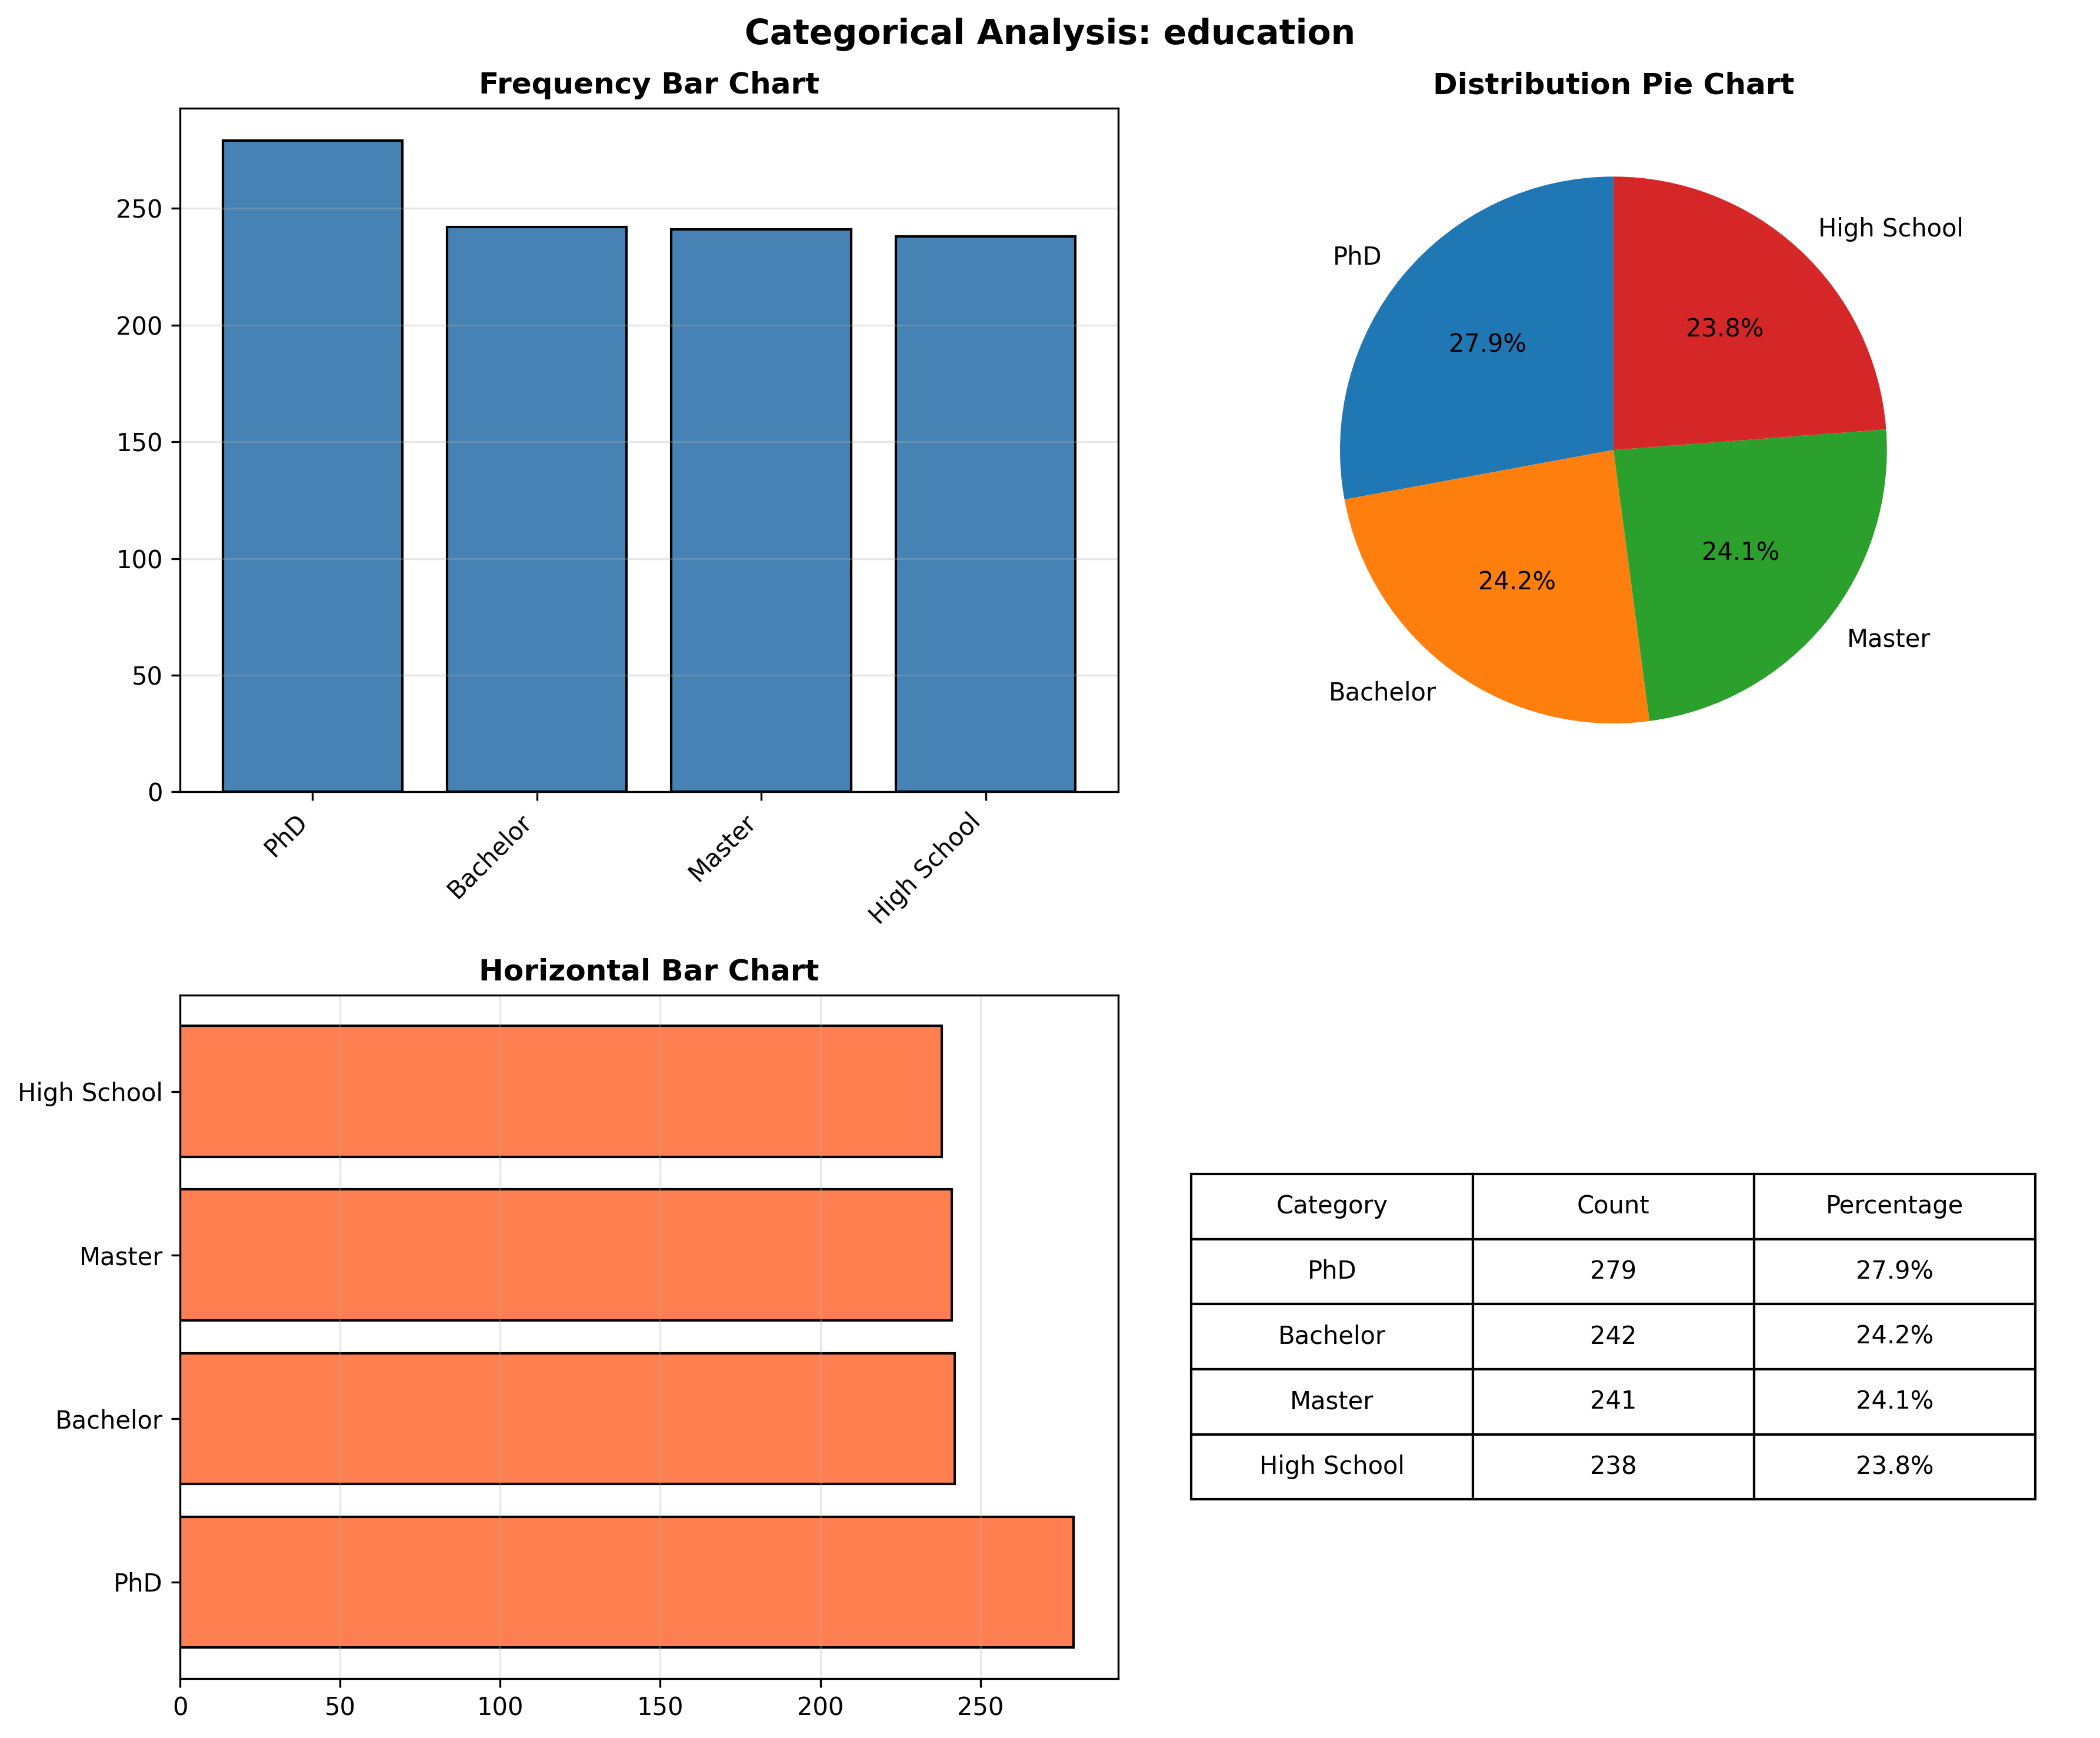 Categorical Analysis: education
Frequency Bar Chart
250
200
150
100
50
0
PhD
Bachelor
Master
High School
Distribution Pie Chart
PhD
High School
27.9%
23.8%
24.2%
24.1%
Bachelor
Master
Horizontal Bar Chart
High School
Master
Bachelor
PhD
0 50 100 150 200 250
Category Count Percentage
PhD 279 27.9%
Bachelor 242 24.2%
Master 241 24.1%
High School 238 23.8%